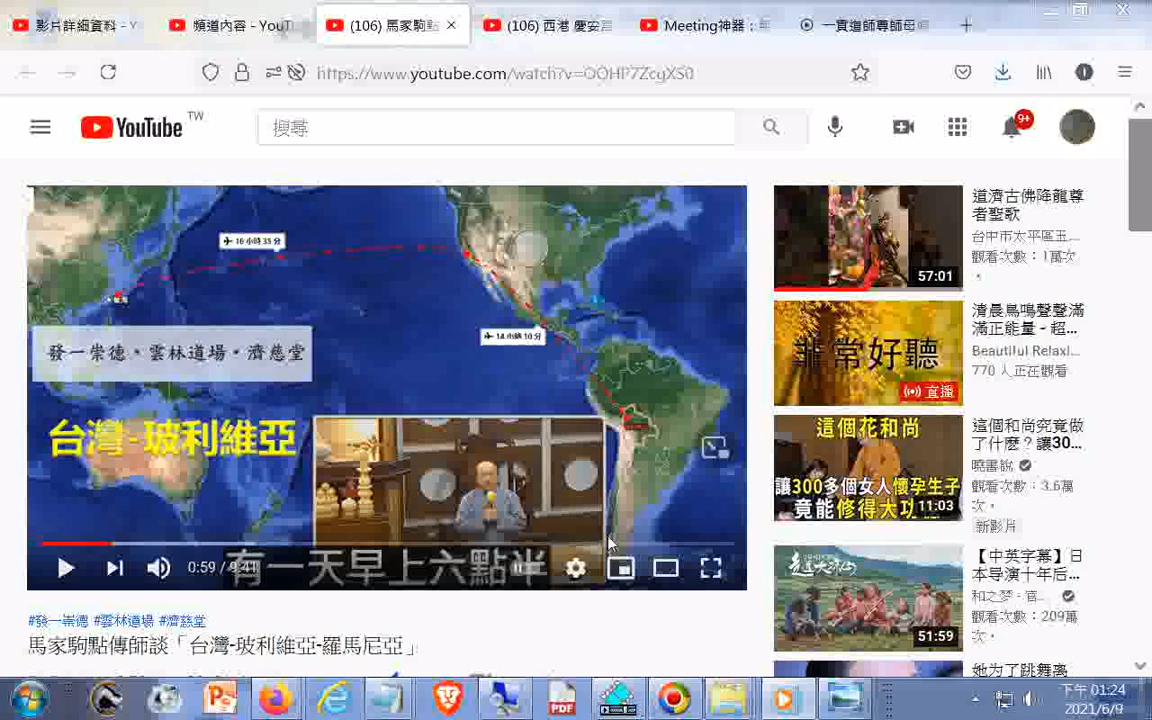 影片詳細資料 - Y
頻道內容 - YouT
(106) 馬家駒點
(106) 西港 慶安宮
Meeting神器：
一貫道師尊師母
https://www.youtube.com/watch?v=OOHP7ZcyXS0
YouTube TW
搜尋
9+
16 小時 35 分
14 小時 10 分
發一崇德。雲林道場。濟慈堂
台灣-玻利維亞
有一天早上六點半
0:59 / 9:41
#發一崇德 #雲林道場 #濟慈堂
馬家駒點傳師談「台灣-玻利維亞-羅馬尼亞」
57:01
道濟古佛降龍尊
者聖歌
台中市太平區五...
觀看次數：1萬次
非常好聽
直播
清晨鳥鳴聲聲滿
滿正能量 - 超...
Beautiful Relaxi...
770 人正在觀看
這個花和尚
讓300多個女人懷孕生子
竟能修得大功
11:03
這個和尚究竟做
了什麼？讓30...
曉書說
觀看次數：3.6萬
次。
新影片
51:59
【中英字幕】日
本导演十年后...
和之梦 - 官...
觀看次數：209萬
次。
她为了跳舞离
PDF
下午 01:24
2021/6/9